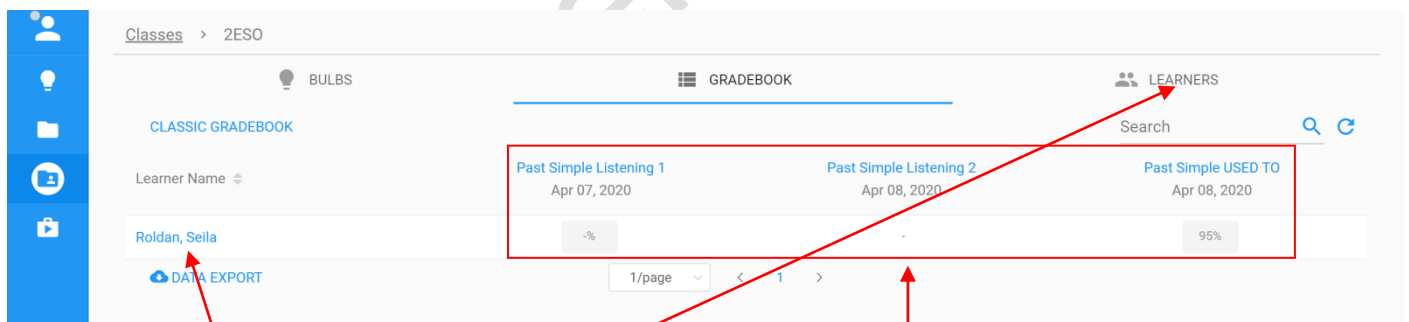 Classes > 2ESO
BULBS GRADEBOOK LEARNERS
CLASSIC GRADEBOOK Search
Learner Name Past Simple Listening 1 Past Simple Listening 2 Past Simple USED TO
Apr 07, 2020 Apr 08, 2020 Apr 08, 2020
Roldan, Seila -% - 95%
DATA EXPORT 1/page < 1 >